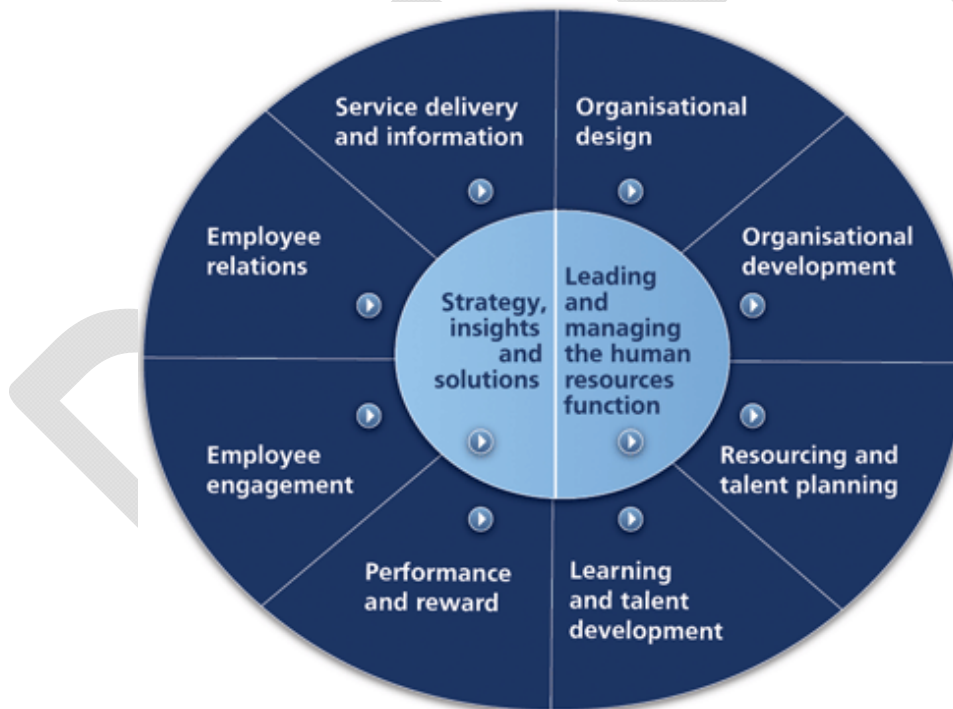 Service delivery
and information
Organisational
design
Organisational
development
Resourcing and
talent planning
Learning
and talent
development
Performance
and reward
Employee
engagement
Employee
relations
Strategy,
insights
and
solutions
Leading
and
managing
the human
resources
function